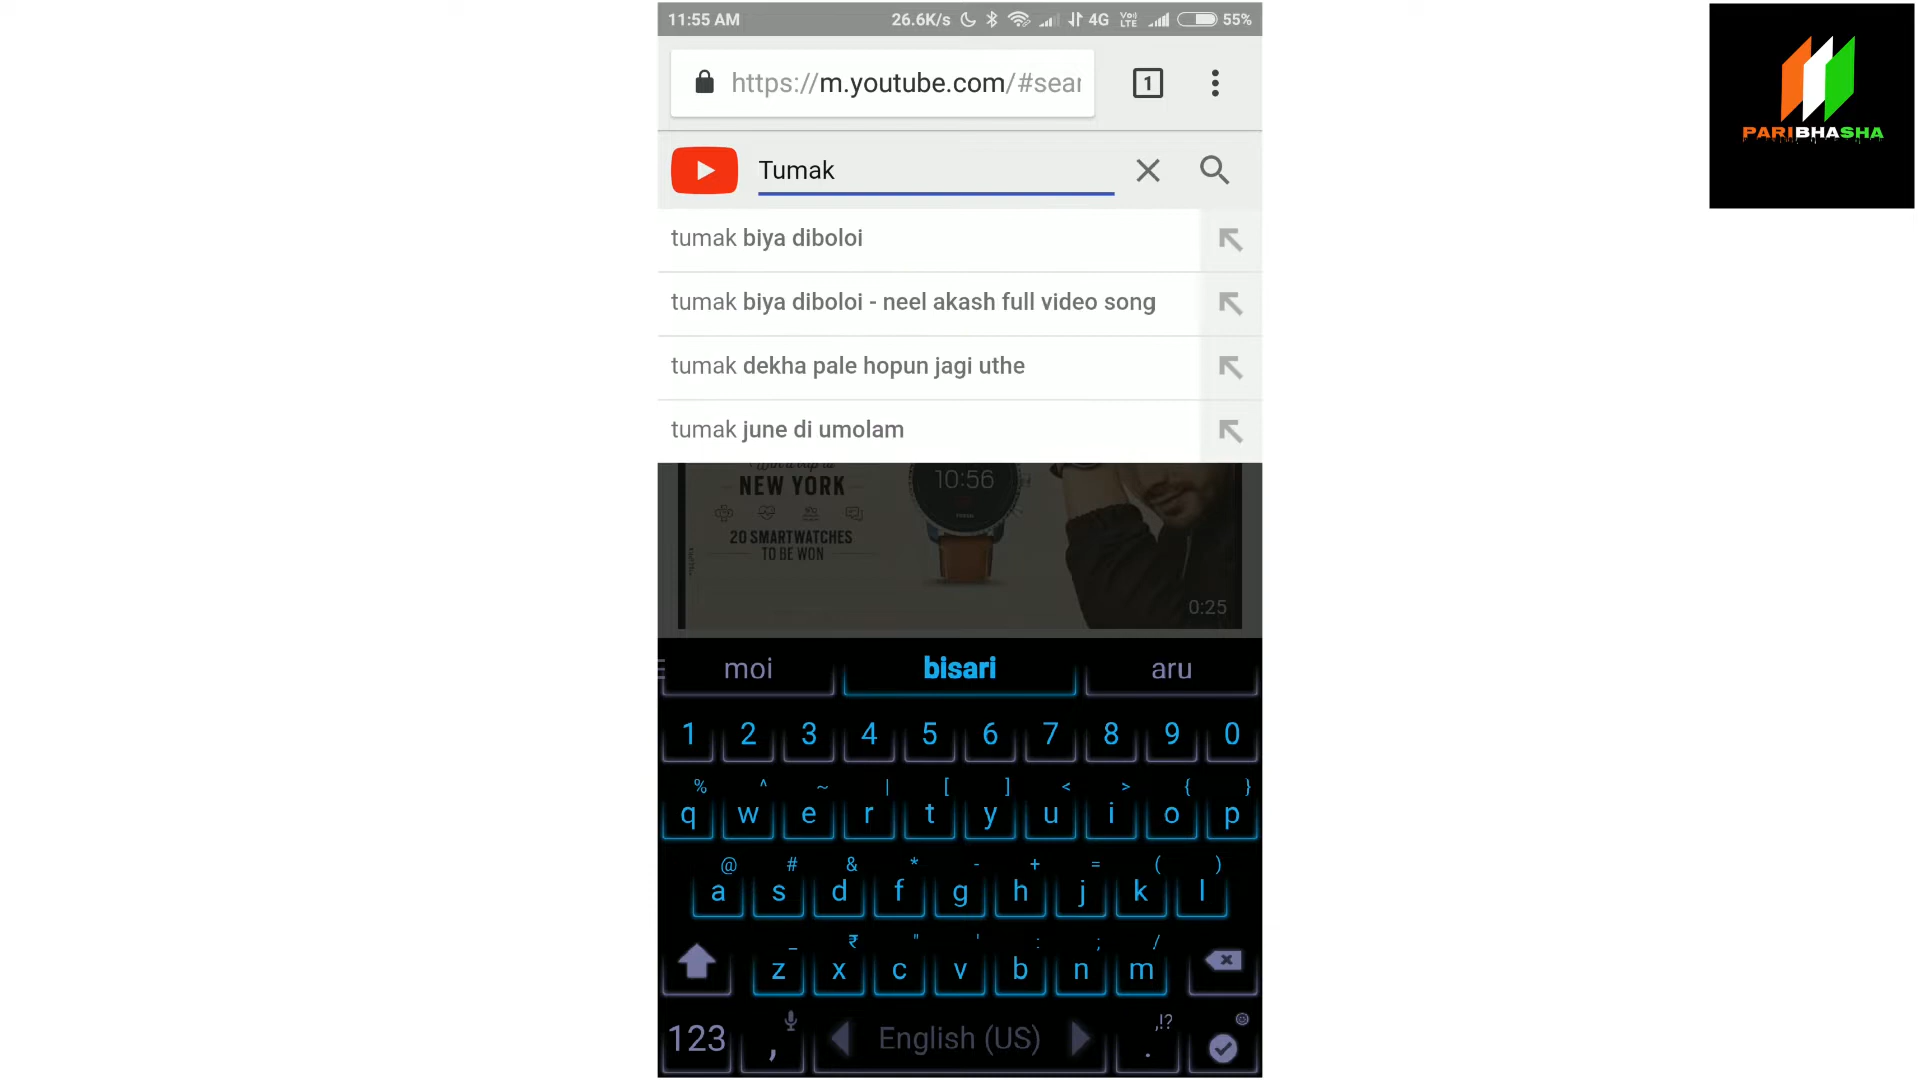 11:55 AM 26.6K/s 4G VoLTE 55%
https://m.youtube.com/#sear
1
PARIBHASHA
Tumak
tumak biya diboloi
tumak biya diboloi - neel akash full video song
tumak dekha pale hopun jagi uthe
tumak june di umolam
10:56
NEW YORK
FOSSIL
20 SMARTWATCHES
TO BE WON
0:25
moi bisari aru
1 2 3 4 5 6 7 8 9 0
% ^ ~ | [ ] < > { }
q w e r t y u i o p
@ # & * - + = ( )
a s d f g h j k l
_ ₹ " ' : ; /
z x c v b n m
,!?
123 , English (US) .